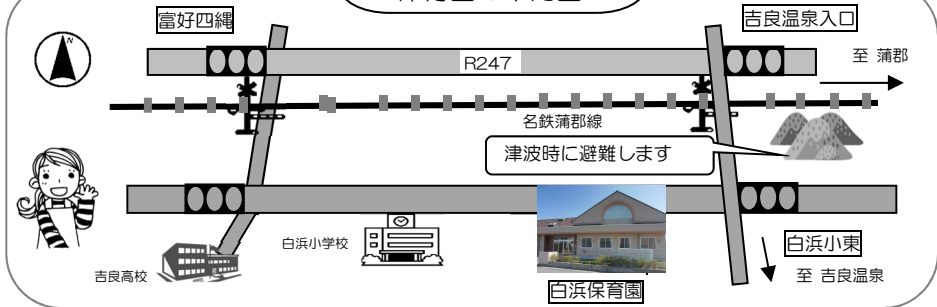 富好四縄
吉良温泉入口
N
R247
至 蒲郡
名鉄蒲郡線
津波時に避難します
白浜小学校
白浜小東
吉良高校
至 吉良温泉
白浜保育園